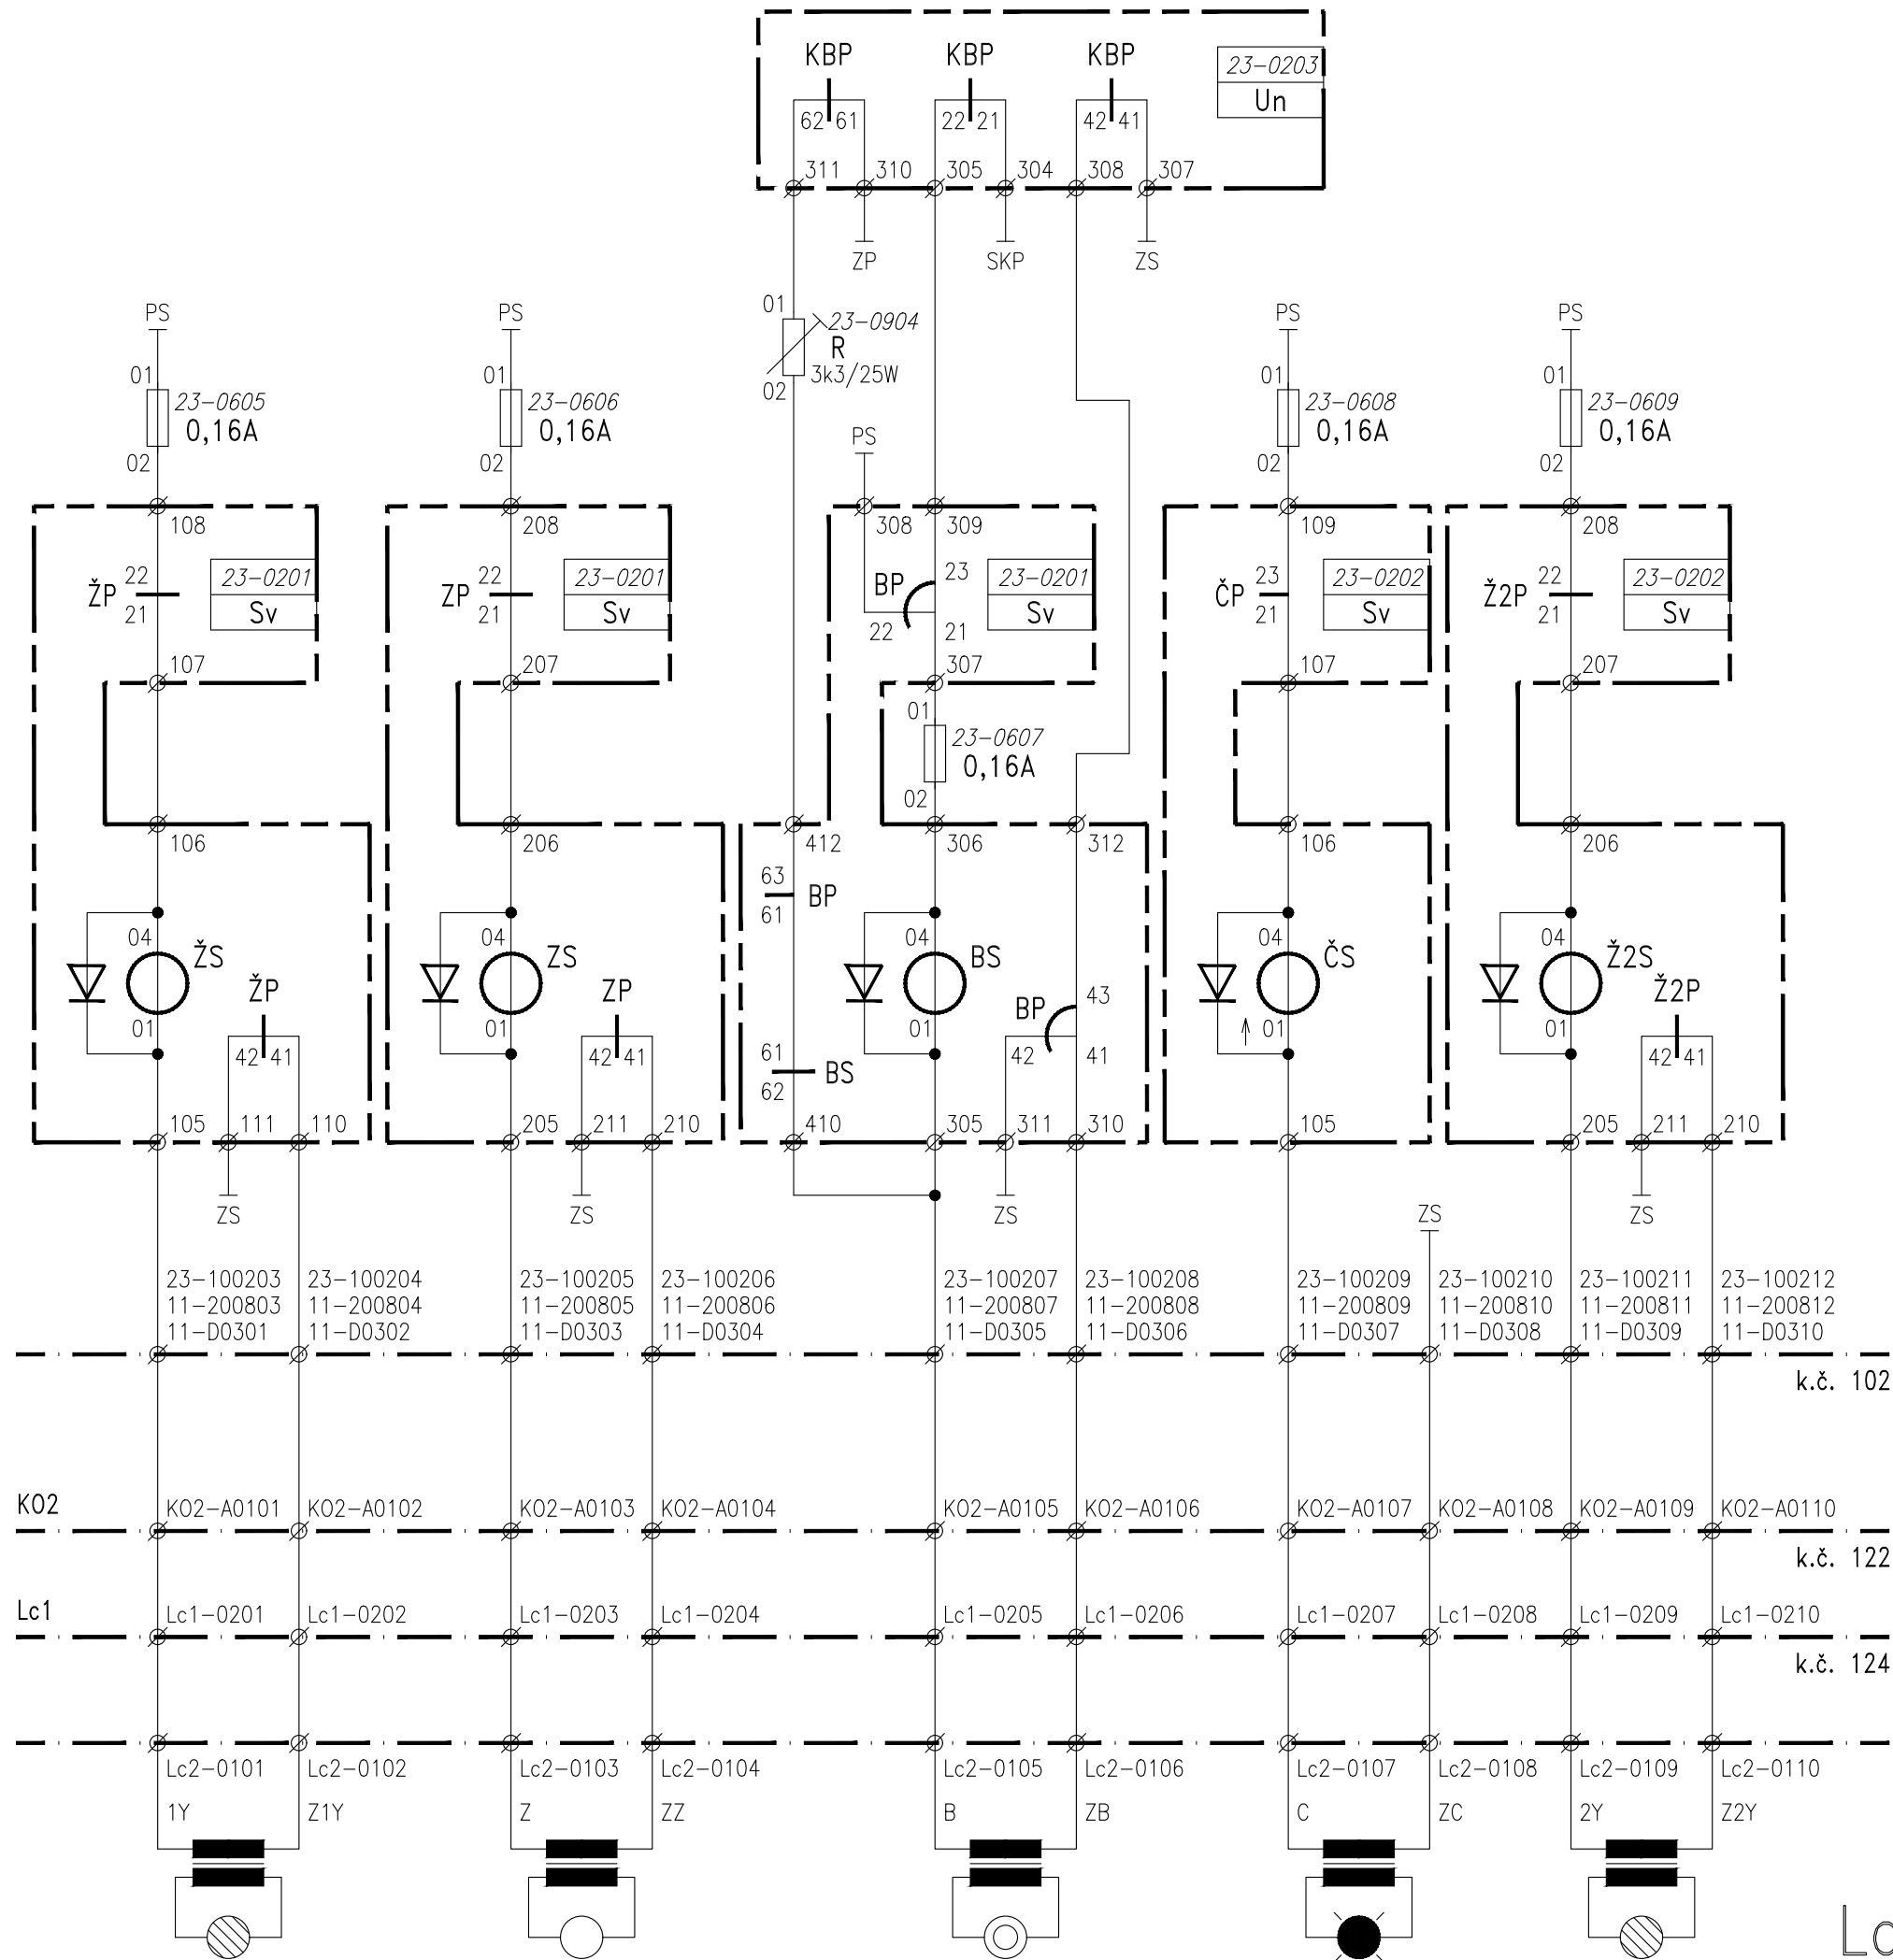 KBP KBP KBP
23-0203
Un
62 61 22 21 42 41
311 310 305 304 308 307
ZP SKP ZS
01
23-0904
R
3k3/25W
02
PS PS PS PS
01 01 01 01
23-0605 23-0606 23-0608 23-0609
0,16A 0,16A 0,16A 0,16A
02 02 02 02
PS
108 208 308 309 109 208
ŽP 22 21 23-0201 Sv
ZP 22 21 23-0201 Sv
BP 23 22 21 23-0201 Sv
ČP 23 21 23-0202 Sv
Ž2P 22 21 23-0202 Sv
107 207 307 107 207
01
23-0607
0,16A
02
106 206 412 306 312 106 206
63
BP
61
04 ŽS 01 ŽP 42 41
04 ZS 01 ZP 42 41
61
BS
62
04 BS 01 BP 43 42 41
04 ČS 01
04 Ž2S 01 Ž2P 42 41
105 111 110 205 211 210 410 305 311 310 105 205 211 210
ZS ZS ZS ZS ZS
23-100203 23-100204 23-100205 23-100206 23-100207 23-100208 23-100209 23-100210 23-100211 23-100212
11-200803 11-200804 11-200805 11-200806 11-200807 11-200808 11-200809 11-200810 11-200811 11-200812
11-D0301 11-D0302 11-D0303 11-D0304 11-D0305 11-D0306 11-D0307 11-D0308 11-D0309 11-D0310
k.č. 102
KO2 KO2-A0101 KO2-A0102 KO2-A0103 KO2-A0104 KO2-A0105 KO2-A0106 KO2-A0107 KO2-A0108 KO2-A0109 KO2-A0110
k.č. 122
Lc1 Lc1-0201 Lc1-0202 Lc1-0203 Lc1-0204 Lc1-0205 Lc1-0206 Lc1-0207 Lc1-0208 Lc1-0209 Lc1-0210
k.č. 124
Lc2-0101 Lc2-0102 Lc2-0103 Lc2-0104 Lc2-0105 Lc2-0106 Lc2-0107 Lc2-0108 Lc2-0109 Lc2-0110
1Y Z1Y Z ZZ B ZB C ZC 2Y Z2Y
Lc